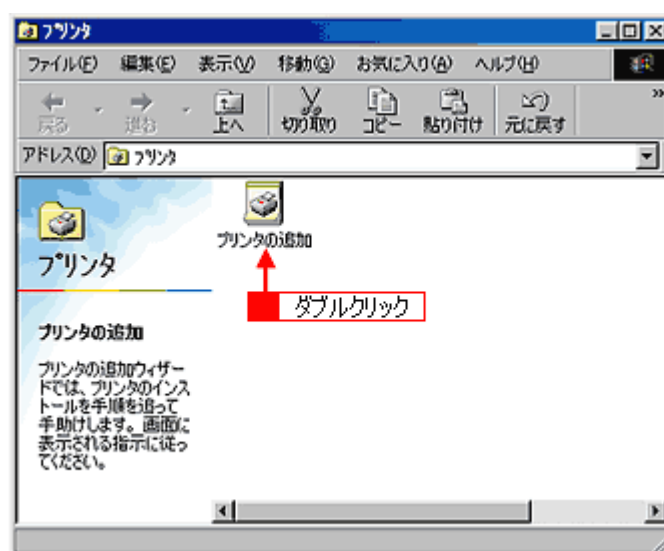 プリンタ
ファイル(F) 編集(E) 表示(V) 移動(G) お気に入り(A) ヘルプ(H)
戻る 進む 上へ 切り取り コピー 貼り付け 元に戻す »
アドレス(D) プリンタ
プリンタの追加
プリンタ
ダブルクリック
プリンタの追加
プリンタの追加ウィザー
ドでは、プリンタのインス
トールを手順を追って
手助けします。画面に
表示される指示に従っ
てください。